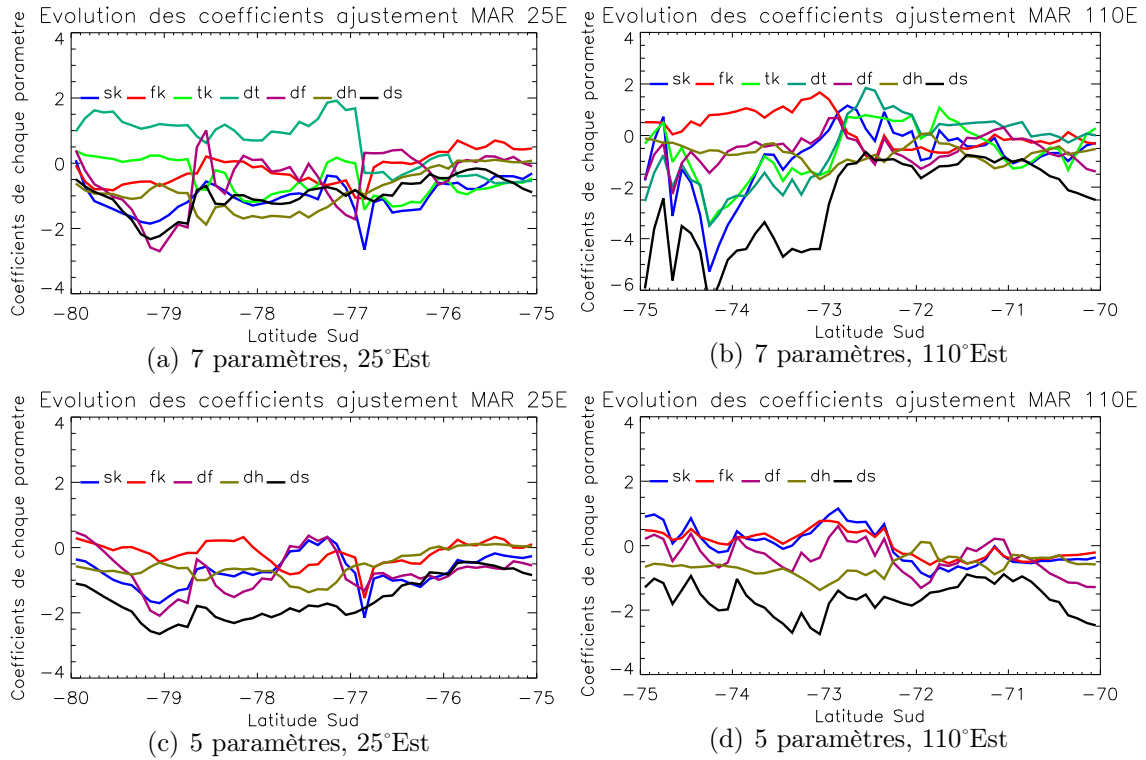 Evolution des coefficients ajustement MAR 25E
Coefficients de chaque parametre
4
2
0
−2
−4
sk fk tk dt df dh ds
−80 −79 −78 −77 −76 −75
Latitude Sud
(a) 7 paramètres, 25°Est
Evolution des coefficients ajustement MAR 110E
Coefficients de chaque parametre
4
2
0
−2
−4
−6
sk fk tk dt df dh ds
−75 −74 −73 −72 −71 −70
Latitude Sud
(b) 7 paramètres, 110°Est
Evolution des coefficients ajustement MAR 25E
Coefficients de chaque parametre
4
2
0
−2
−4
sk fk df dh ds
−80 −79 −78 −77 −76 −75
Latitude Sud
(c) 5 paramètres, 25°Est
Evolution des coefficients ajustement MAR 110E
Coefficients de chaque parametre
4
2
0
−2
−4
sk fk df dh ds
−75 −74 −73 −72 −71 −70
Latitude Sud
(d) 5 paramètres, 110°Est